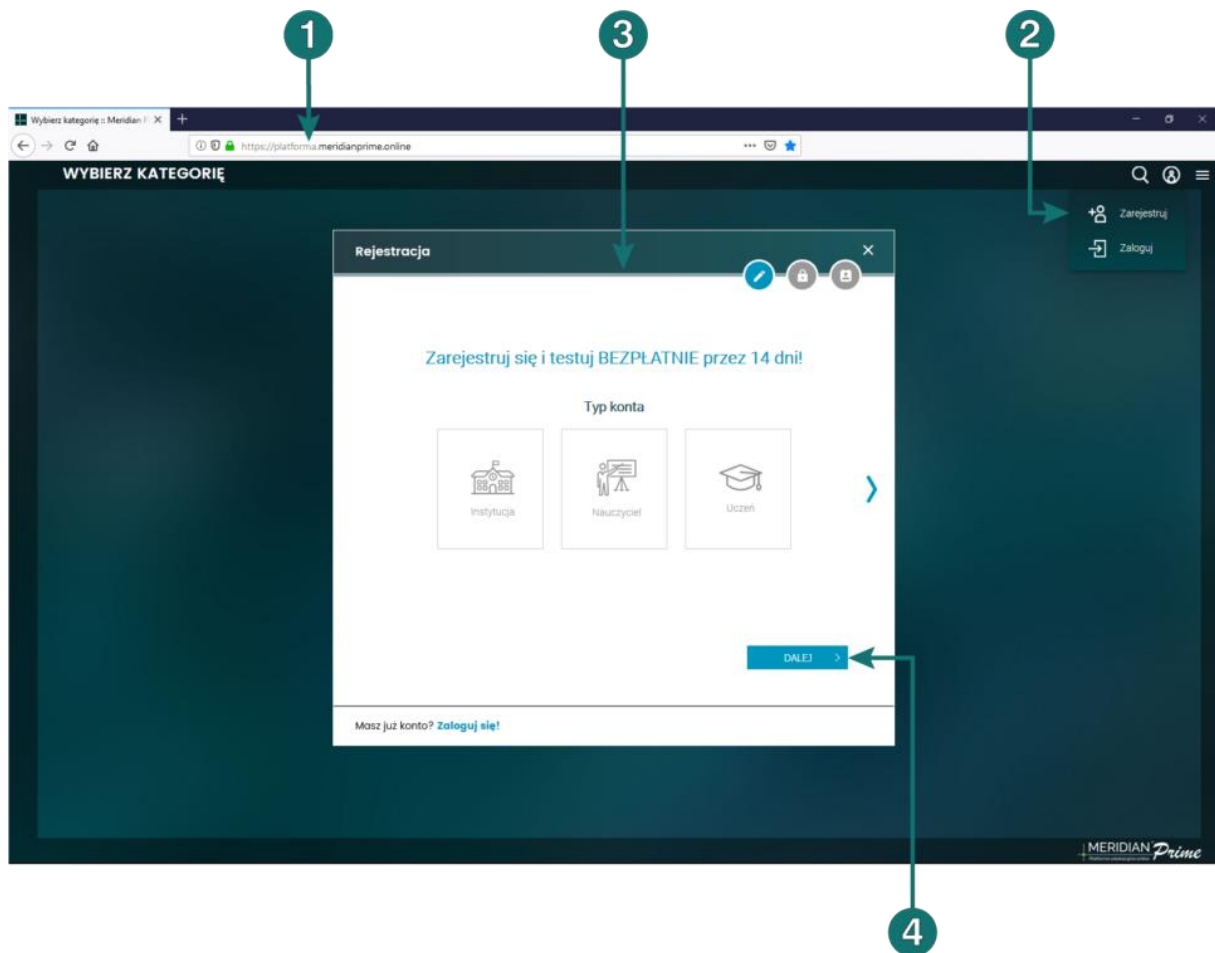 1
3
2
Wybierz kategorię :: Meridian
https://platforma.meridianprime.online
WYBIERZ KATEGORIĘ
Zarejestruj
Zaloguj
Rejestracja
Zarejestruj się i testuj BEZPŁATNIE przez 14 dni!
Typ konta
Instytucja
Nauczyciel
Uczeń
DALEJ
Masz już konto? Zaloguj się!
MERIDIAN Prime
4